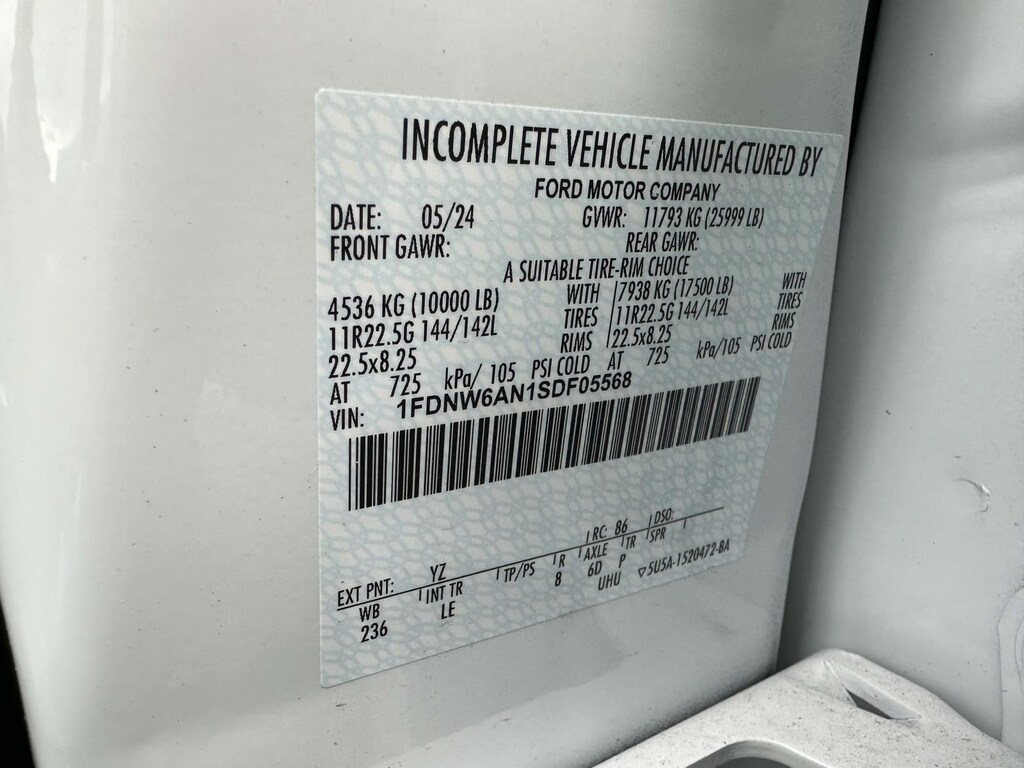 INCOMPLETE VEHICLE MANUFACTURED BY
FORD MOTOR COMPANY
DATE: 05/24 GVWR: 11793 KG (25999 LB)
FRONT GAWR: REAR GAWR:
A SUITABLE TIRE-RIM CHOICE
4536 KG (10000 LB) WITH 7938 KG (17500 LB) WITH
11R22.5G 144/142L TIRES 11R22.5G 144/142L TIRES
22.5x8.25 RIMS 22.5x8.25 RIMS
AT 725 kPa/ 105 PSI COLD AT 725 kPa/105 PSI COLD
VIN: 1FDNW6AN1SDF05568
EXT PNT: YZ RC: 86 DSO:
WB INT TR TP/PS R AXLE TR SPR
236 LE 8 6D P
UHU ▽5U5A-1520472-BA